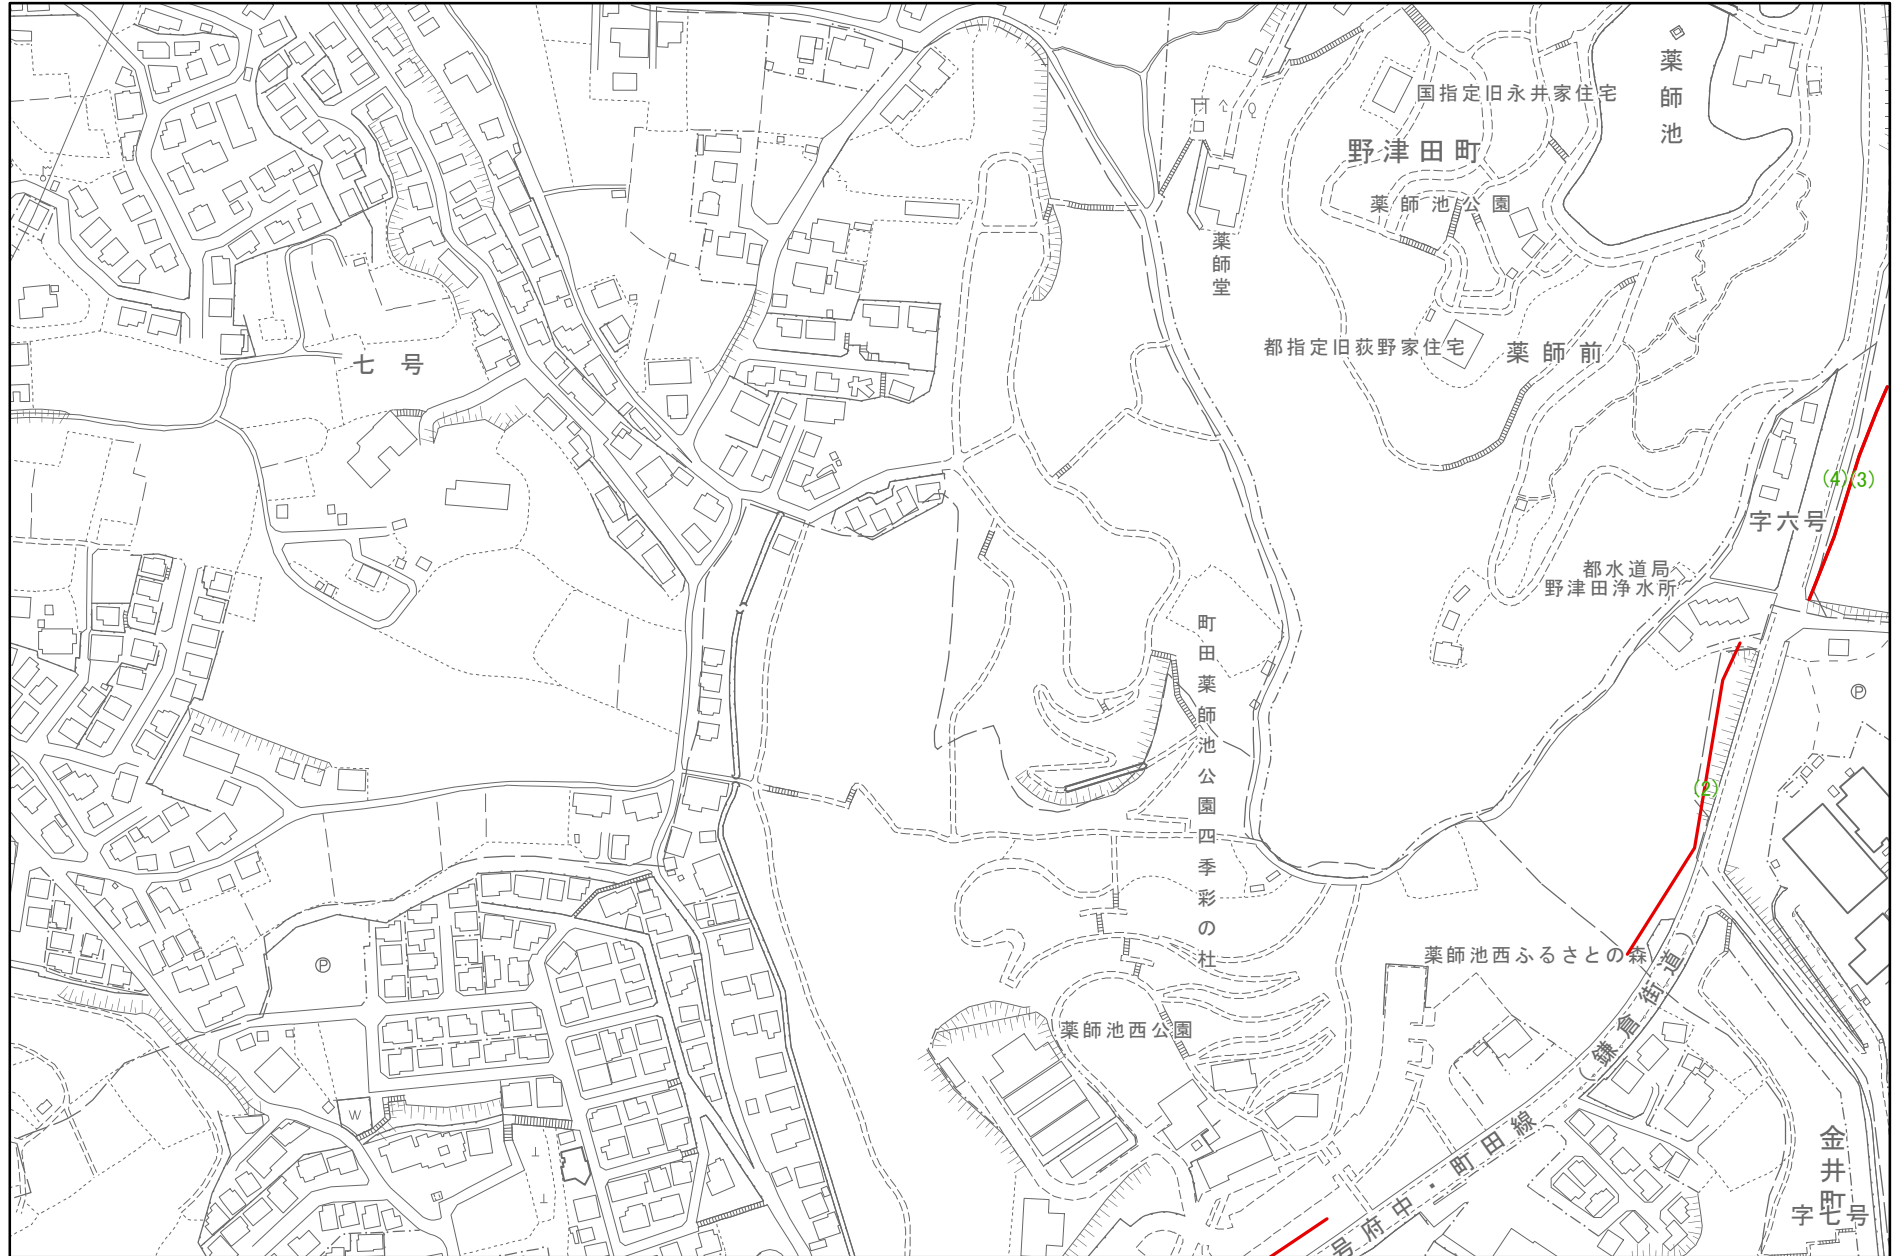 薬師池
国指定旧永井家住宅
野津田町
薬師池公園
薬師堂
都指定旧荻野家住宅
薬師前
七号
(4)(3)
字六号
都水道局
野津田浄水所
町田薬師池公園四季彩の杜
P
(2)
薬師池西ふるさとの森
P
薬師池西公園
(鎌倉街道)
号府中・町田線
W
金井町
字七号